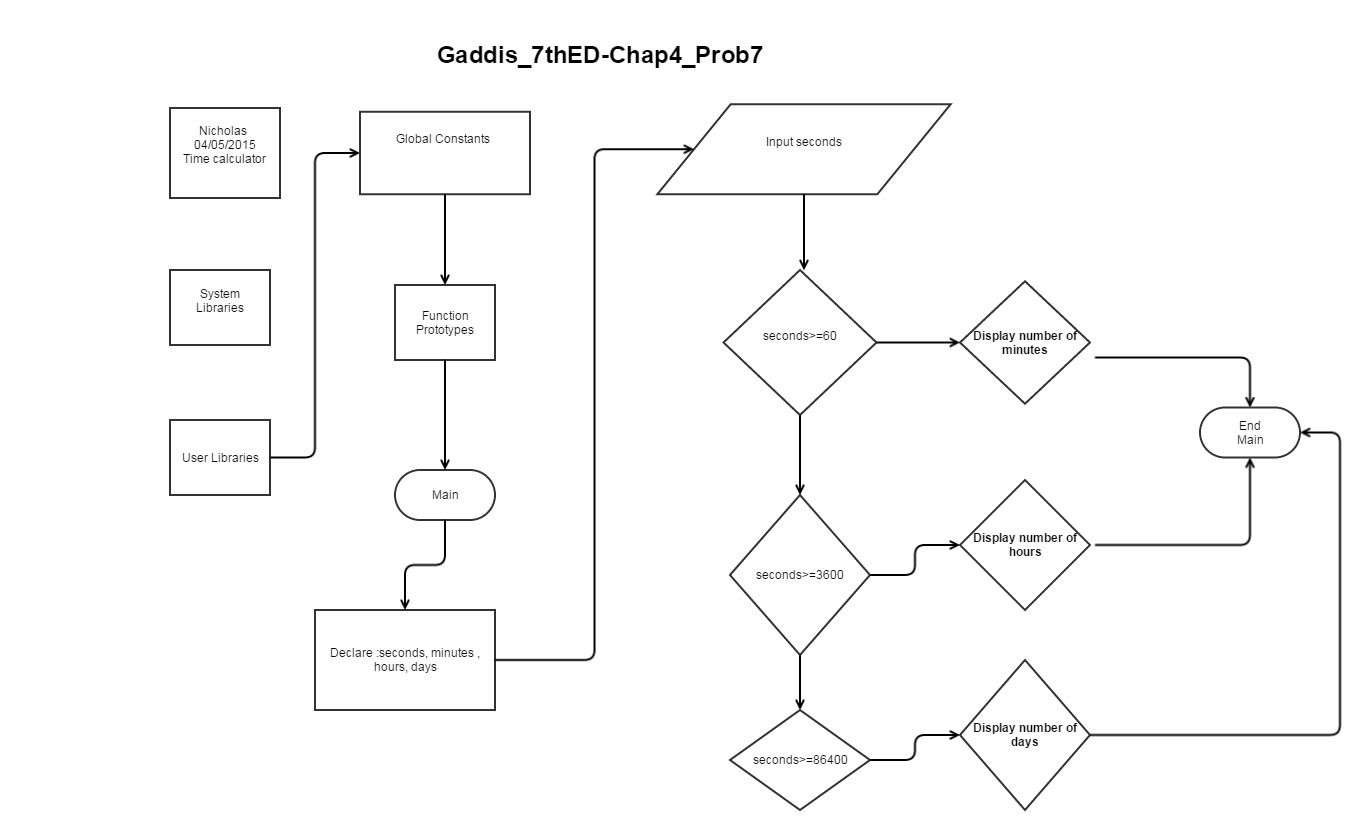 Gaddis_7thED-Chap4_Prob7
Nicholas
04/05/2015
Time calculator
System
Libraries
User Libraries
Global Constants
Function
Prototypes
Main
Declare :seconds, minutes ,
hours, days
Input seconds
seconds>=60
Display number of
minutes
seconds>=3600
Display number of
hours
seconds>=86400
Display number of
days
End
Main